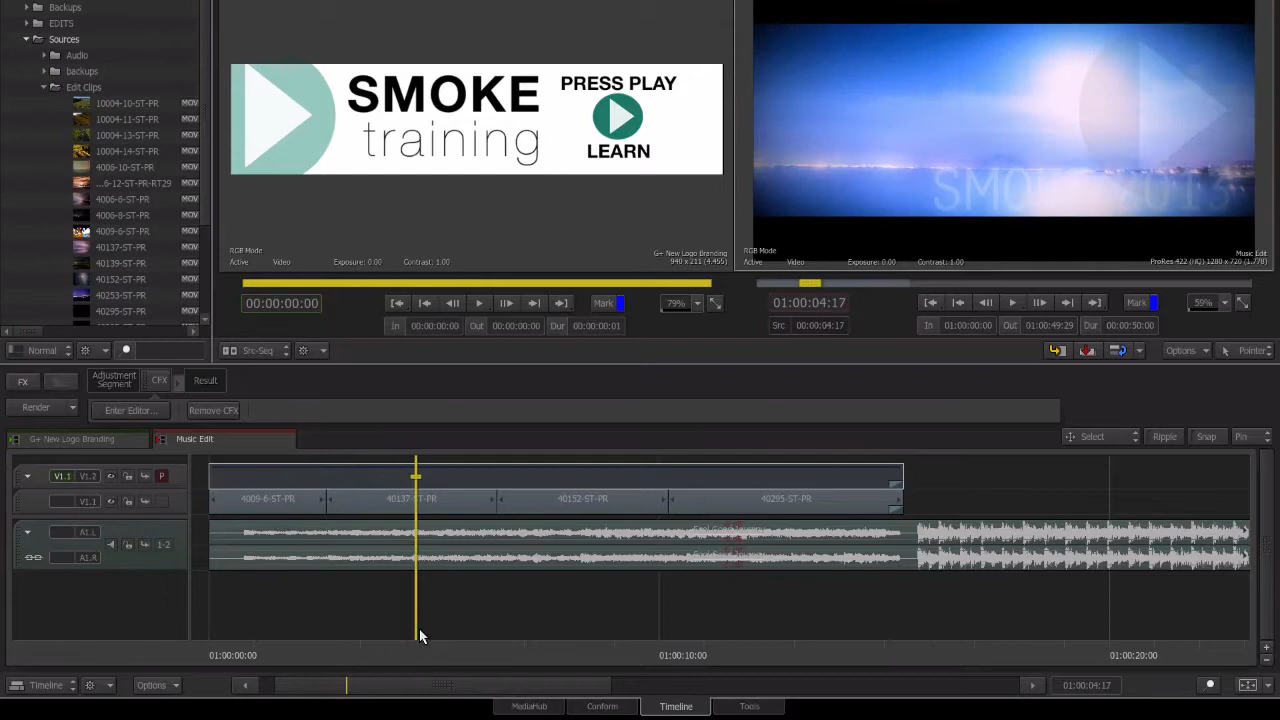 Backups
EDITS
Sources
Audio
backups
Edit Clips
10004-10-ST-PR MOV
10004-11-ST-PR MOV
10004-13-ST-PR MOV
10004-14-ST-PR MOV
4006-10-ST-PR MOV
...6-12-ST-PR-RT29 MOV
4006-6-ST-PR MOV
4006-8-ST-PR MOV
4009-6-ST-PR MOV
40137-ST-PR MOV
40139-ST-PR MOV
40152-ST-PR MOV
40253-ST-PR MOV
40295-ST-PR MOV
SMOKE
training
PRESS PLAY
LEARN
RGB Mode
Active Video Exposure: 0.00 Contrast: 1.00
G+ New Logo Branding
940 x 211 (4.455)
SMOKE 2013
RGB Mode
Active Video Exposure: 0.00 Contrast: 1.00
Music Edit
ProRes 422 (HQ) 1280 x 720 (1.778)
00:00:00:00 Mark 79%
In 00:00:00:00 Out 00:00:00:00 Dur 00:00:00:01
01:00:04:17 Mark 59%
Src 00:00:04:17 In 01:00:00:00 Out 01:00:49:29 Dur 00:00:50:00
Normal Src-Seq Options Pointer
FX Adjustment Segment CFX Result
Render Enter Editor... Remove CFX
G+ New Logo Branding Music Edit Select Ripple Snap Pin
V1.1 V1.2 P
V1.1 4009-6-ST-PR 40137-ST-PR 40152-ST-PR 40295-ST-PR
A1.L
1-2
A1.R
01:00:00:00 01:00:10:00 01:00:20:00
Timeline Options 01:00:04:17
MediaHub Conform Timeline Tools